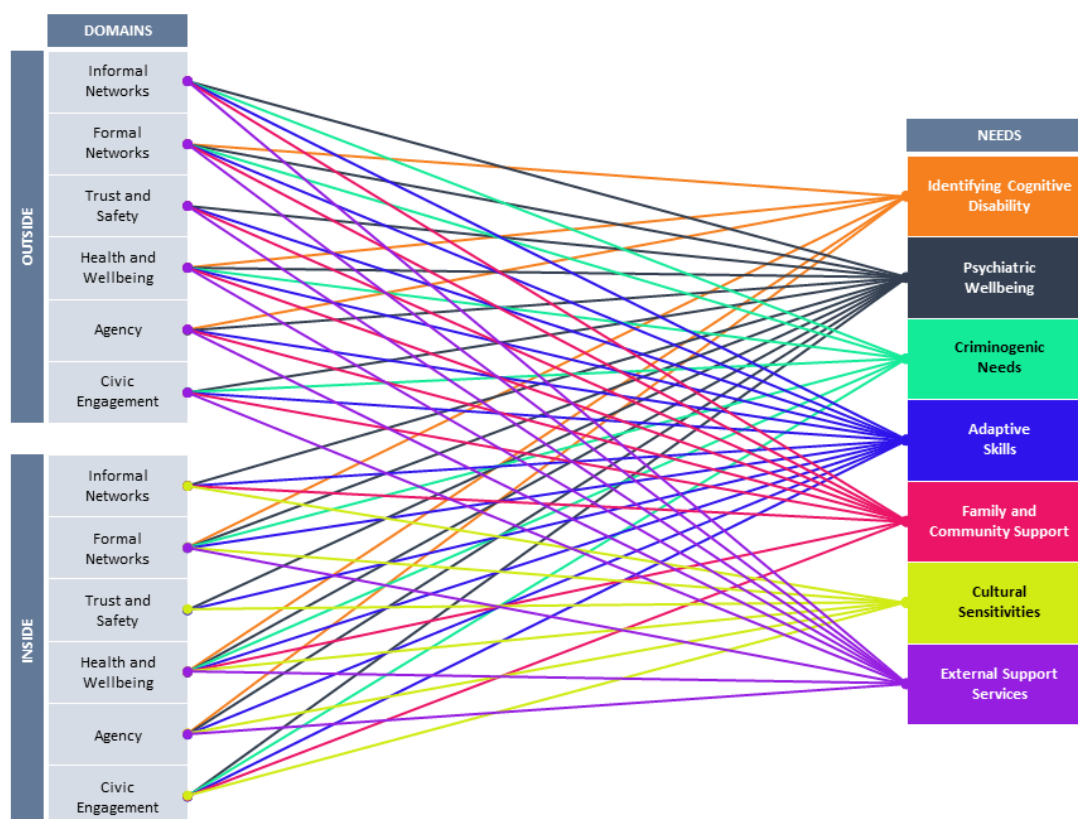 DOMAINS
OUTSIDE
Informal
Networks
Formal
Networks
Trust and
Safety
Health and
Wellbeing
Agency
Civic
Engagement
INSIDE
Informal
Networks
Formal
Networks
Trust and
Safety
Health and
Wellbeing
Agency
Civic
Engagement
NEEDS
Identifying Cognitive
Disability
Psychiatric
Wellbeing
Criminogenic
Needs
Adaptive
Skills
Family and
Community Support
Cultural
Sensitivities
External Support
Services